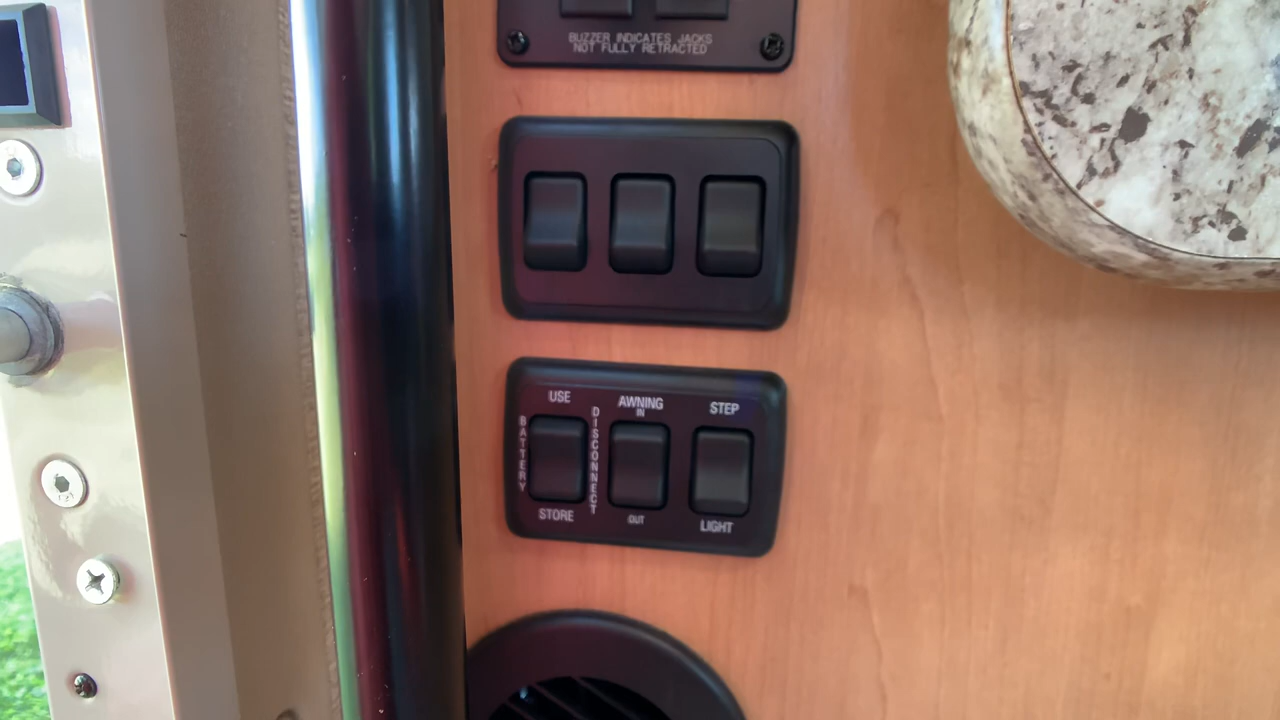 BUZZER INDICATES JACKS
NOT FULLY RETRACTED
USE
AWNING
IN
STEP
BATTERY
DISCONNECT
STORE
OUT
LIGHT